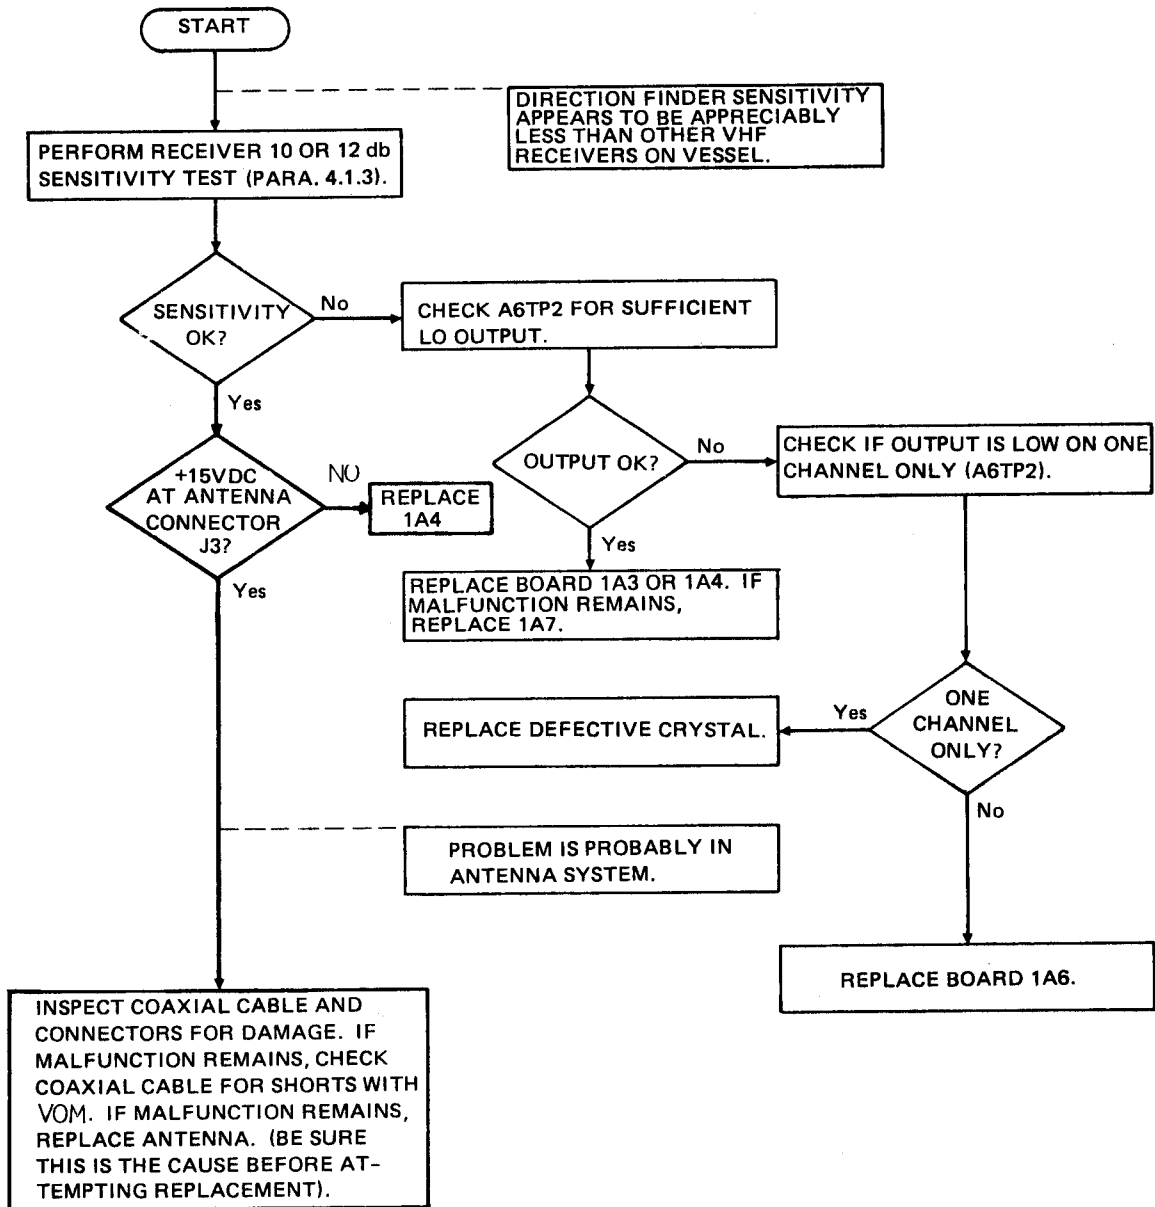 START
DIRECTION FINDER SENSITIVITY
APPEARS TO BE APPRECIABLY
LESS THAN OTHER VHF
RECEIVERS ON VESSEL.
PERFORM RECEIVER 10 OR 12 db
SENSITIVITY TEST (PARA. 4.1.3).
SENSITIVITY
OK?
No
CHECK A6TP2 FOR SUFFICIENT
LO OUTPUT.
Yes
OUTPUT OK?
No
CHECK IF OUTPUT IS LOW ON ONE
CHANNEL ONLY (A6TP2).
+15VDC
AT ANTENNA
CONNECTOR
J3?
NO
REPLACE
1A4
Yes
Yes
REPLACE BOARD 1A3 OR 1A4. IF
MALFUNCTION REMAINS,
REPLACE 1A7.
ONE
CHANNEL
ONLY?
Yes
REPLACE DEFECTIVE CRYSTAL.
No
PROBLEM IS PROBABLY IN
ANTENNA SYSTEM.
REPLACE BOARD 1A6.
INSPECT COAXIAL CABLE AND
CONNECTORS FOR DAMAGE. IF
MALFUNCTION REMAINS, CHECK
COAXIAL CABLE FOR SHORTS WITH
VOM. IF MALFUNCTION REMAINS,
REPLACE ANTENNA. (BE SURE
THIS IS THE CAUSE BEFORE AT-
TEMPTING REPLACEMENT).